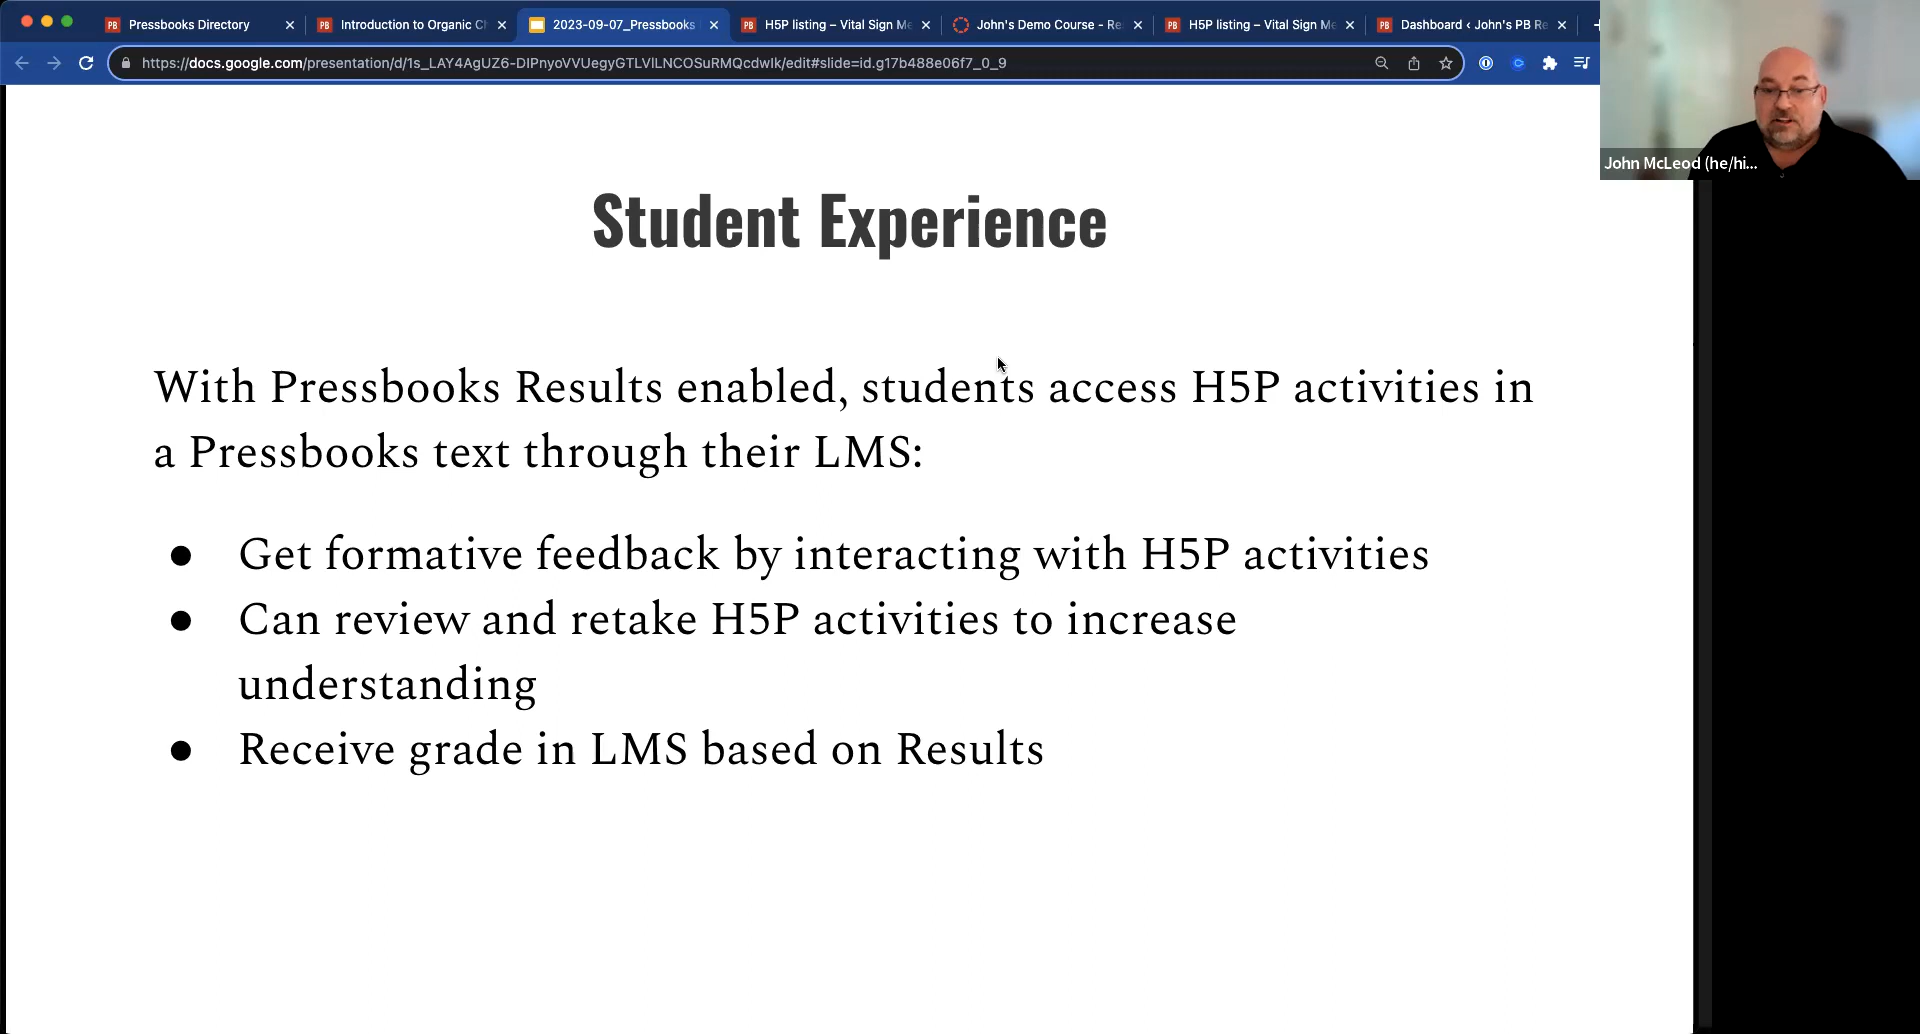 Pressbooks Directory
Introduction to Organic C
2023-09-07_Pressbooks
H5P listing – Vital Sign Me
John's Demo Course - Re
H5P listing – Vital Sign Me
Dashboard ‹ John's PB Re
https://docs.google.com/presentation/d/1s_LAY4AgUZ6-DIPnyoVVUegyGTLVlLNCOSuRMQcdwIk/edit#slide=id.g17b488e06f7_0_9
John McLeod (he/hi...
Student Experience
With Pressbooks Results enabled, students access H5P activities in
a Pressbooks text through their LMS:
● Get formative feedback by interacting with H5P activities
● Can review and retake H5P activities to increase
understanding
● Receive grade in LMS based on Results